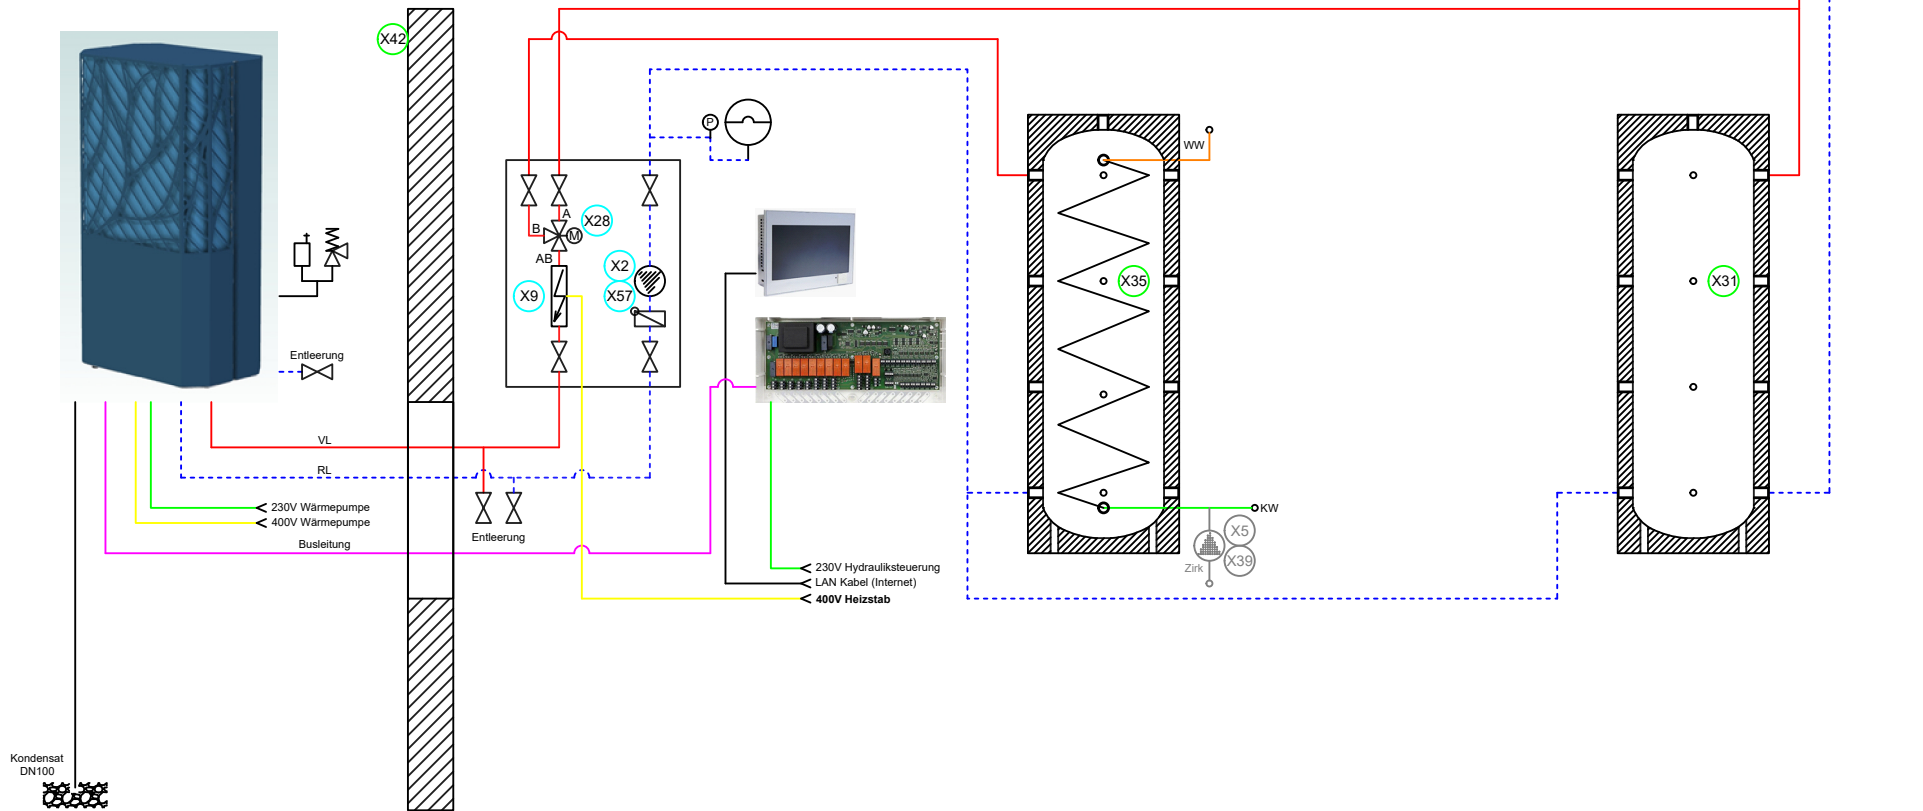 X42
P
WW
A
X28
B
M
AB
X2
X9
X57
X35
X31
Entleerung
VL
RL
230V Wärmepumpe
400V Wärmepumpe
Busleitung
Entleerung
KW
X5
X39
Zirk
230V Hydrauliksteuerung
LAN Kabel (Internet)
400V Heizstab
Kondensat
DN100